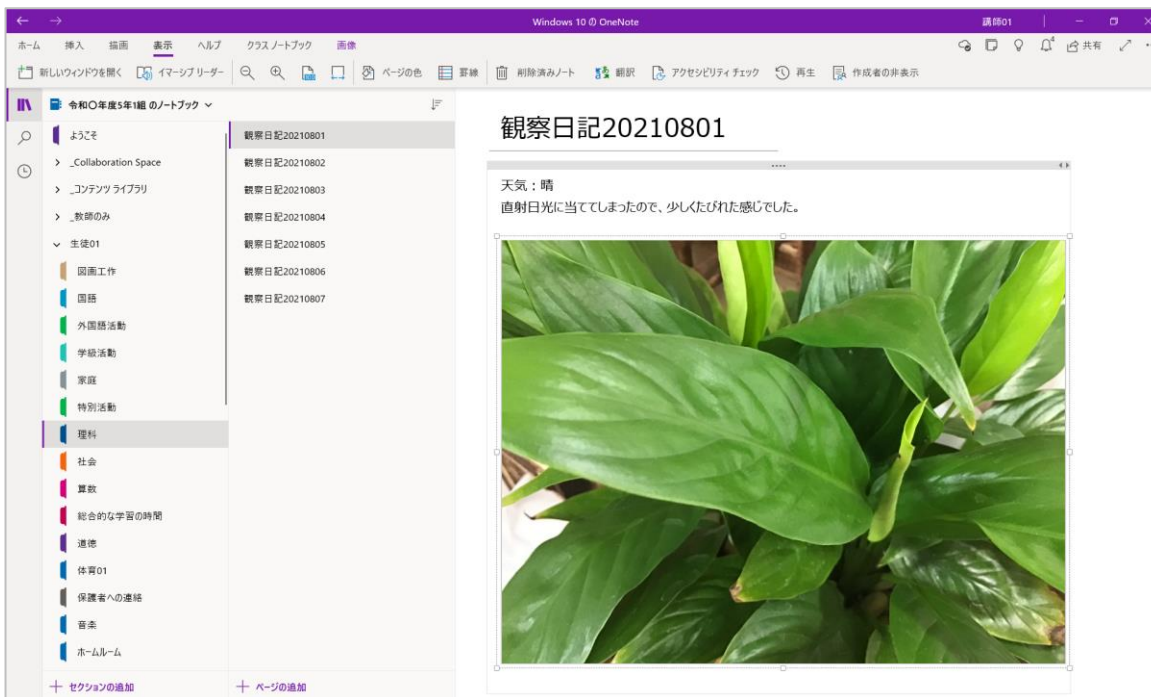 Windows 10 の OneNote
講師01
ホーム 挿入 描画 表示 ヘルプ クラス ノートブック 画像
共有
新しいウィンドウを開く イマーシブ リーダー ページの色 罫線 削除済みノート 翻訳 アクセシビリティ チェック 再生 作成者の非表示
令和〇年度5年1組 のノートブック
ようこそ
_Collaboration Space
_コンテンツ ライブラリ
_教師のみ
生徒01
図画工作
国語
外国語活動
学級活動
家庭
特別活動
理科
社会
算数
総合的な学習の時間
道徳
体育01
保護者への連絡
音楽
ホームルーム
セクションの追加
観察日記20210801
観察日記20210802
観察日記20210803
観察日記20210804
観察日記20210805
観察日記20210806
観察日記20210807
ページの追加
観察日記20210801
天気：晴
直射日光に当ててしまったので、少しくたびれた感じでした。